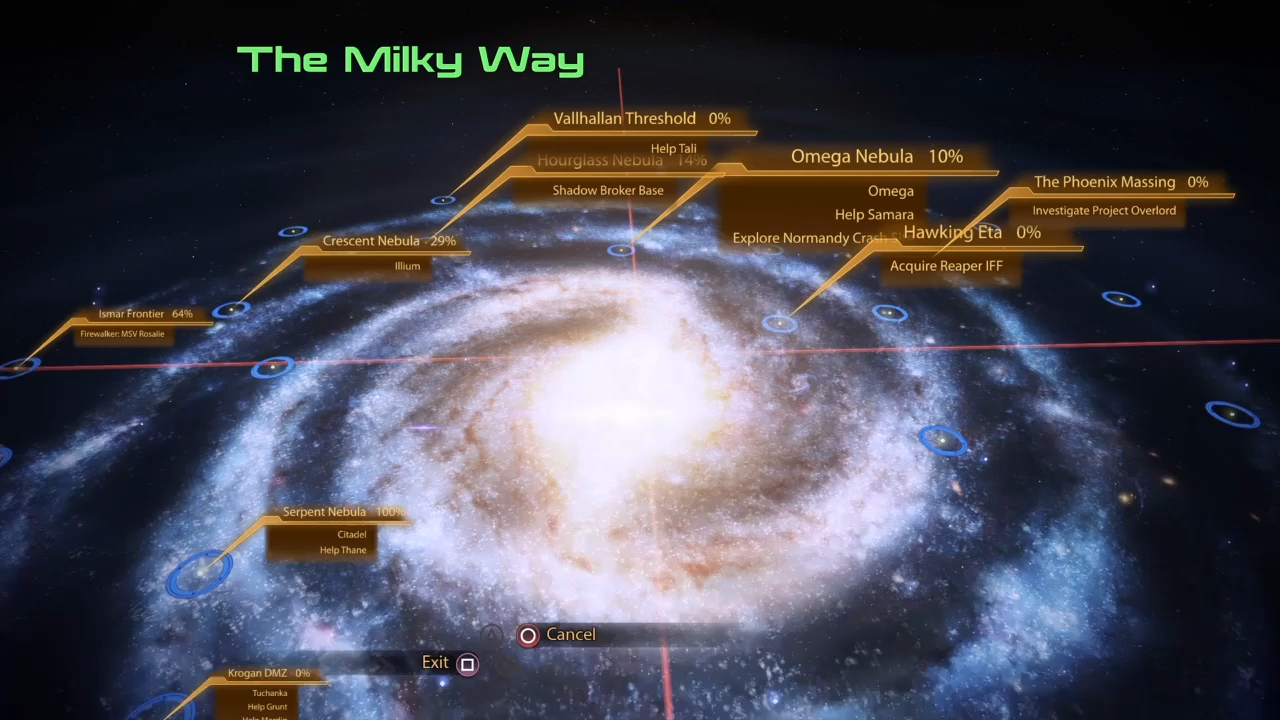 The Milky Way
Vallhallan Threshold 0%
Help Tali
Hourglass Nebula 14%
Shadow Broker Base
Omega Nebula 10%
Omega
Help Samara
Explore Normandy Crash
The Phoenix Massing 0%
Investigate Project Overlord
Hawking Eta 0%
Acquire Reaper IFF
Crescent Nebula 29%
Illium
Ismar Frontier 64%
Firewalker: MSV Rosalie
Serpent Nebula 100%
Citadel
Help Thane
Cancel
Exit
Krogan DMZ 0%
Tuchanka
Help Grunt
Help Mordin